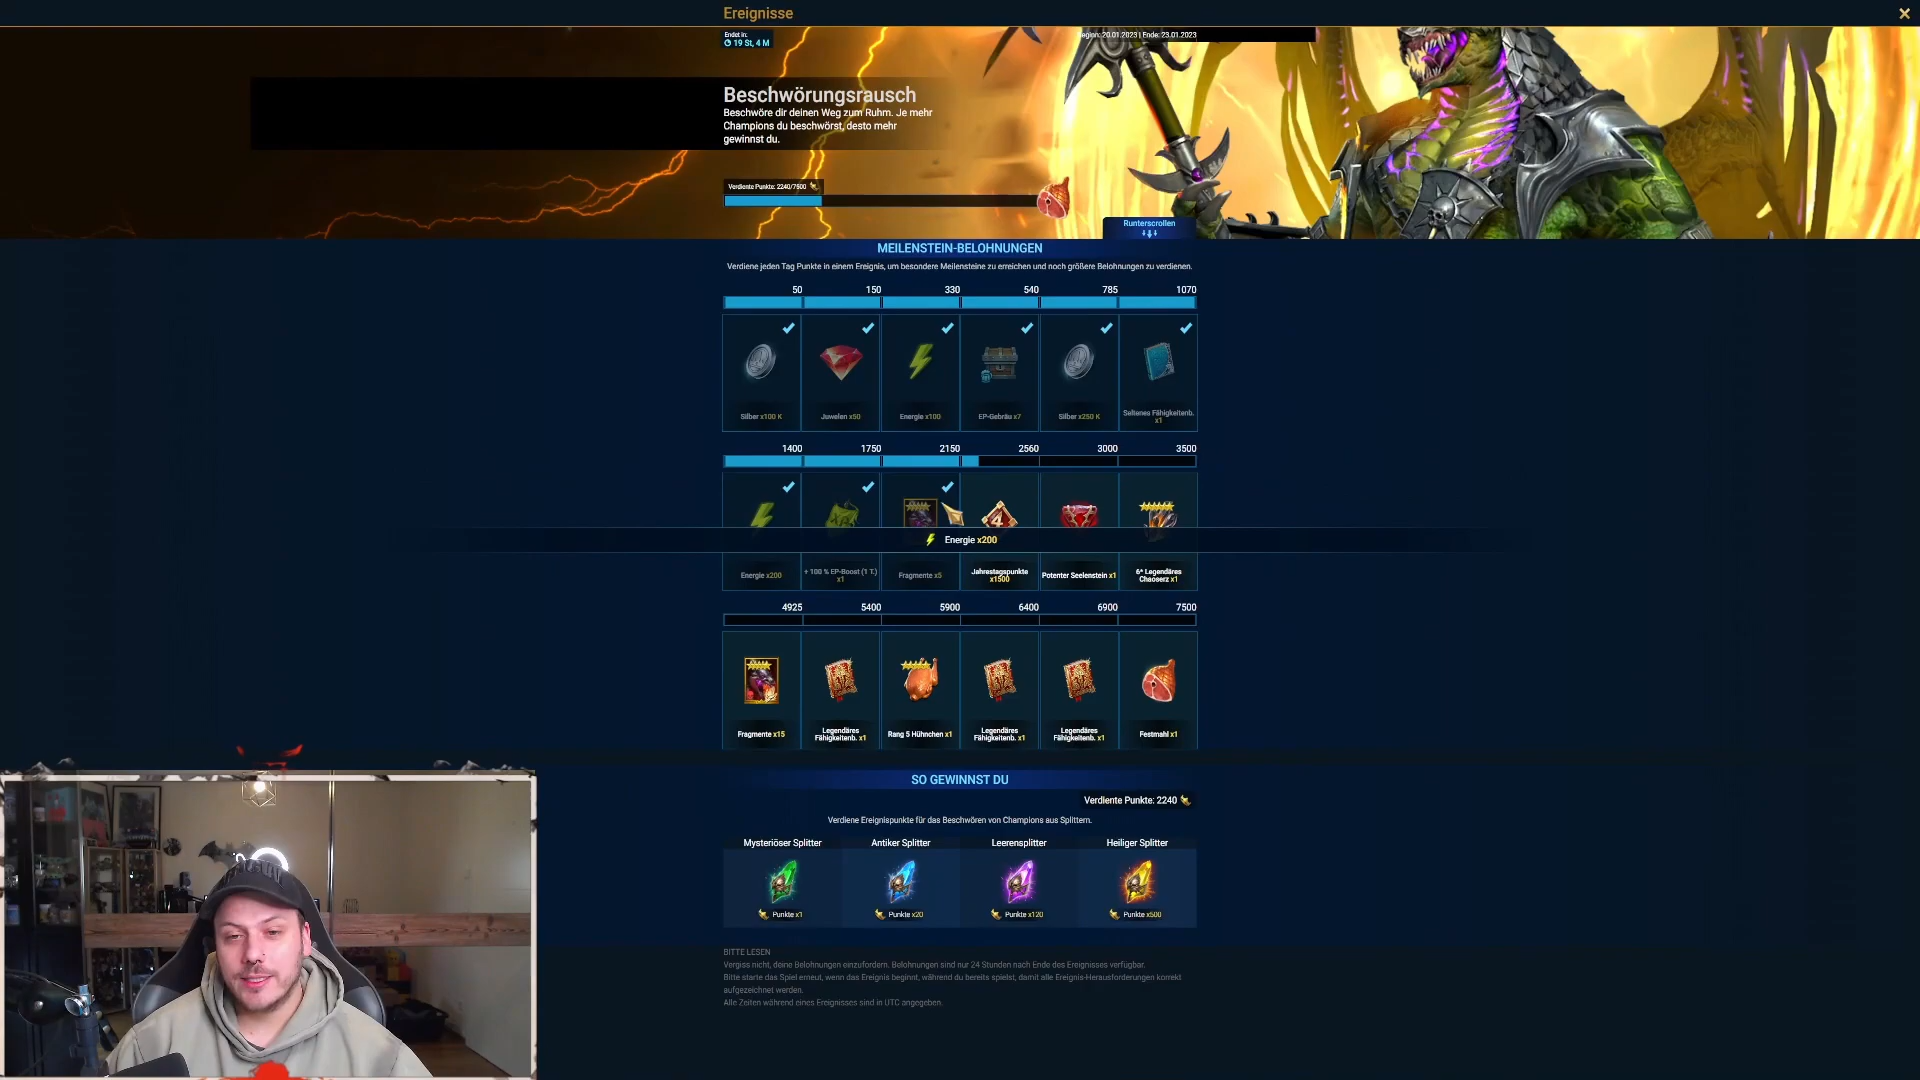 Ereignisse
Endet in:
19 St, 4 M
Beginn: 20.01.2023 | Ende: 23.01.2023
Beschwörungsrausch
Beschwöre dir deinen Weg zum Ruhm. Je mehr
Champions du beschwörst, desto mehr
gewinnst du.
Verdiente Punkte: 2240/7500
Runterscrollen
MEILENSTEIN-BELOHNUNGEN
Verdiene jeden Tag Punkte in einem Ereignis, um besondere Meilensteine zu erreichen und noch größere Belohnungen zu verdienen.
50 150 330 540 785 1070
Silber x100 K Juwelen x50 Energie x100 EP-Gebräu x7 Silber x250 K Seltenes Fähigkeitenb. x1
1400 1750 2150 2560 3000 3500
4
Energie x200
Energie x200 + 100 % EP-Boost (1 T.) x1 Fragmente x5 Jahrestagspunkte x1500 Potenter Seelenstein x1 6* Legendäres Chaoserz x1
4925 5400 5900 6400 6900 7500
Fragmente x15 Legendäres Fähigkeitenb. x1 Rang 5 Hühnchen x1 Legendäres Fähigkeitenb. x1 Legendäres Fähigkeitenb. x1 Festmahl x1
SO GEWINNST DU
Verdiente Punkte: 2240
Verdiene Ereignispunkte für das Beschwören von Champions aus Splittern.
Mysteriöser Splitter Antiker Splitter Leerensplitter Heiliger Splitter
Punkte x1 Punkte x20 Punkte x120 Punkte x500
BITTE LESEN
Vergiss nicht, deine Belohnungen einzufordern. Belohnungen sind nur 24 Stunden nach Ende des Ereignisses verfügbar.
Bitte starte das Spiel erneut, wenn das Ereignis beginnt, während du bereits spielst, damit alle Ereignis-Herausforderungen korrekt
aufgezeichnet werden.
Alle Zeiten während eines Ereignisses sind in UTC angegeben.